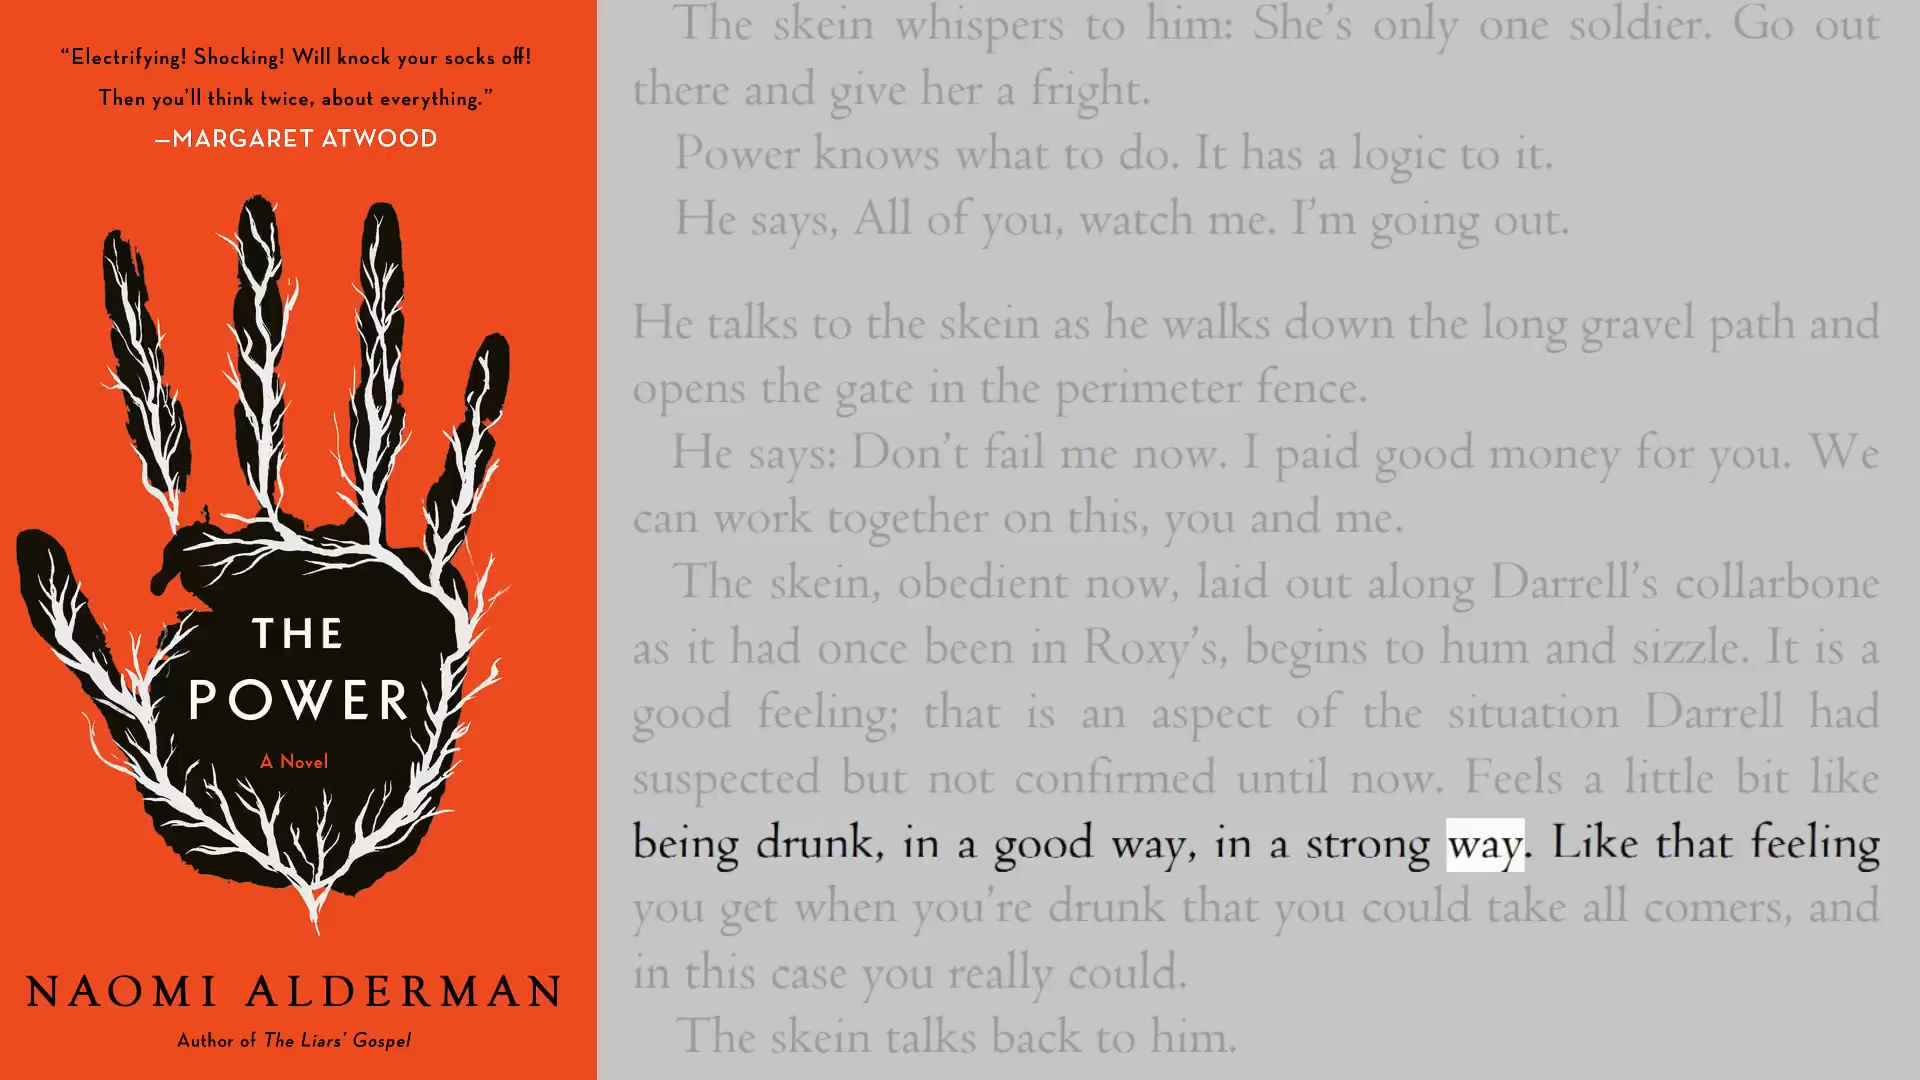 “Electrifying! Shocking! Will knock your socks off!
Then you’ll think twice, about everything.”
—MARGARET ATWOOD
THE
POWER
A Novel
NAOMI ALDERMAN
Author of The Liars’ Gospel
The skein whispers to him: She’s only one soldier. Go out
there and give her a fright.
Power knows what to do. It has a logic to it.
He says, All of you, watch me. I’m going out.
He talks to the skein as he walks down the long gravel path and
opens the gate in the perimeter fence.
He says: Don’t fail me now. I paid good money for you. We
can work together on this, you and me.
The skein, obedient now, laid out along Darrell’s collarbone
as it had once been in Roxy’s, begins to hum and sizzle. It is a
good feeling; that is an aspect of the situation Darrell had
suspected but not confirmed until now. Feels a little bit like
being drunk, in a good way, in a strong way. Like that feeling
you get when you’re drunk that you could take all comers, and
in this case you really could.
The skein talks back to him.